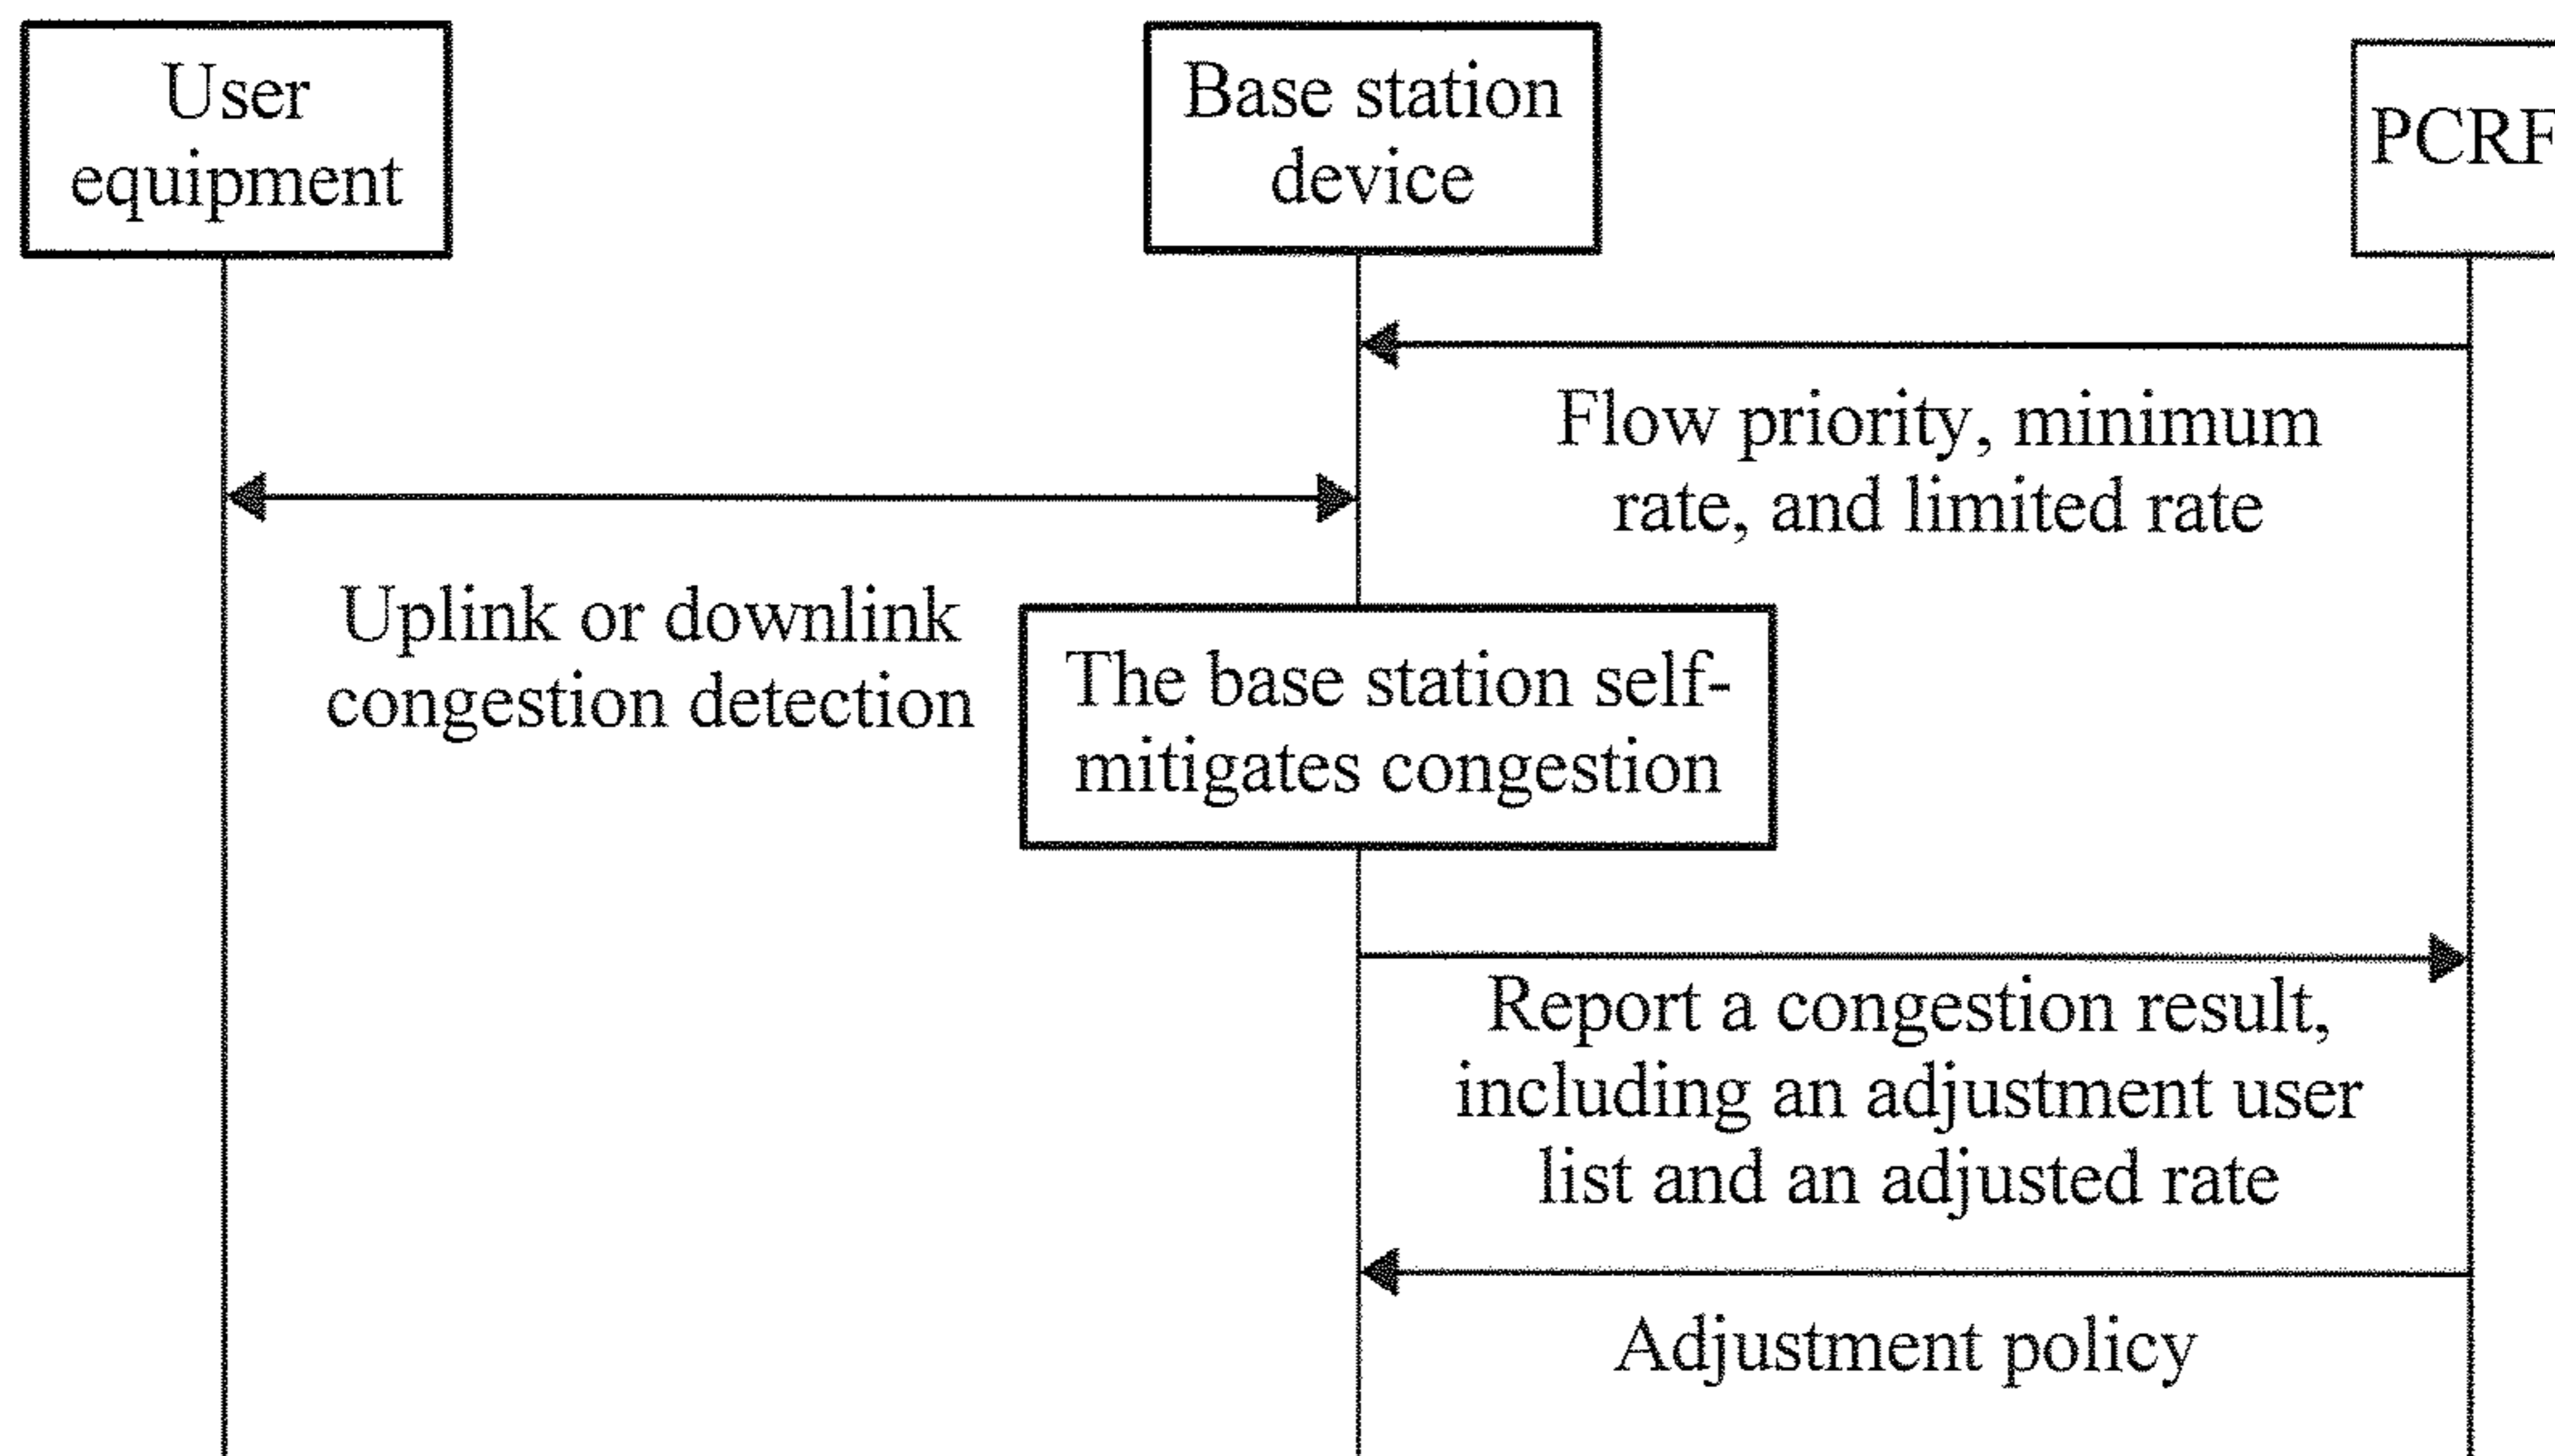 User
equipment
Base station
device
PCRF
Flow priority, minimum
rate, and limited rate
Uplink or downlink
congestion detection
The base station self-
mitigates congestion
Report a congestion result,
including an adjustment user
list and an adjusted rate
Adjustment policy